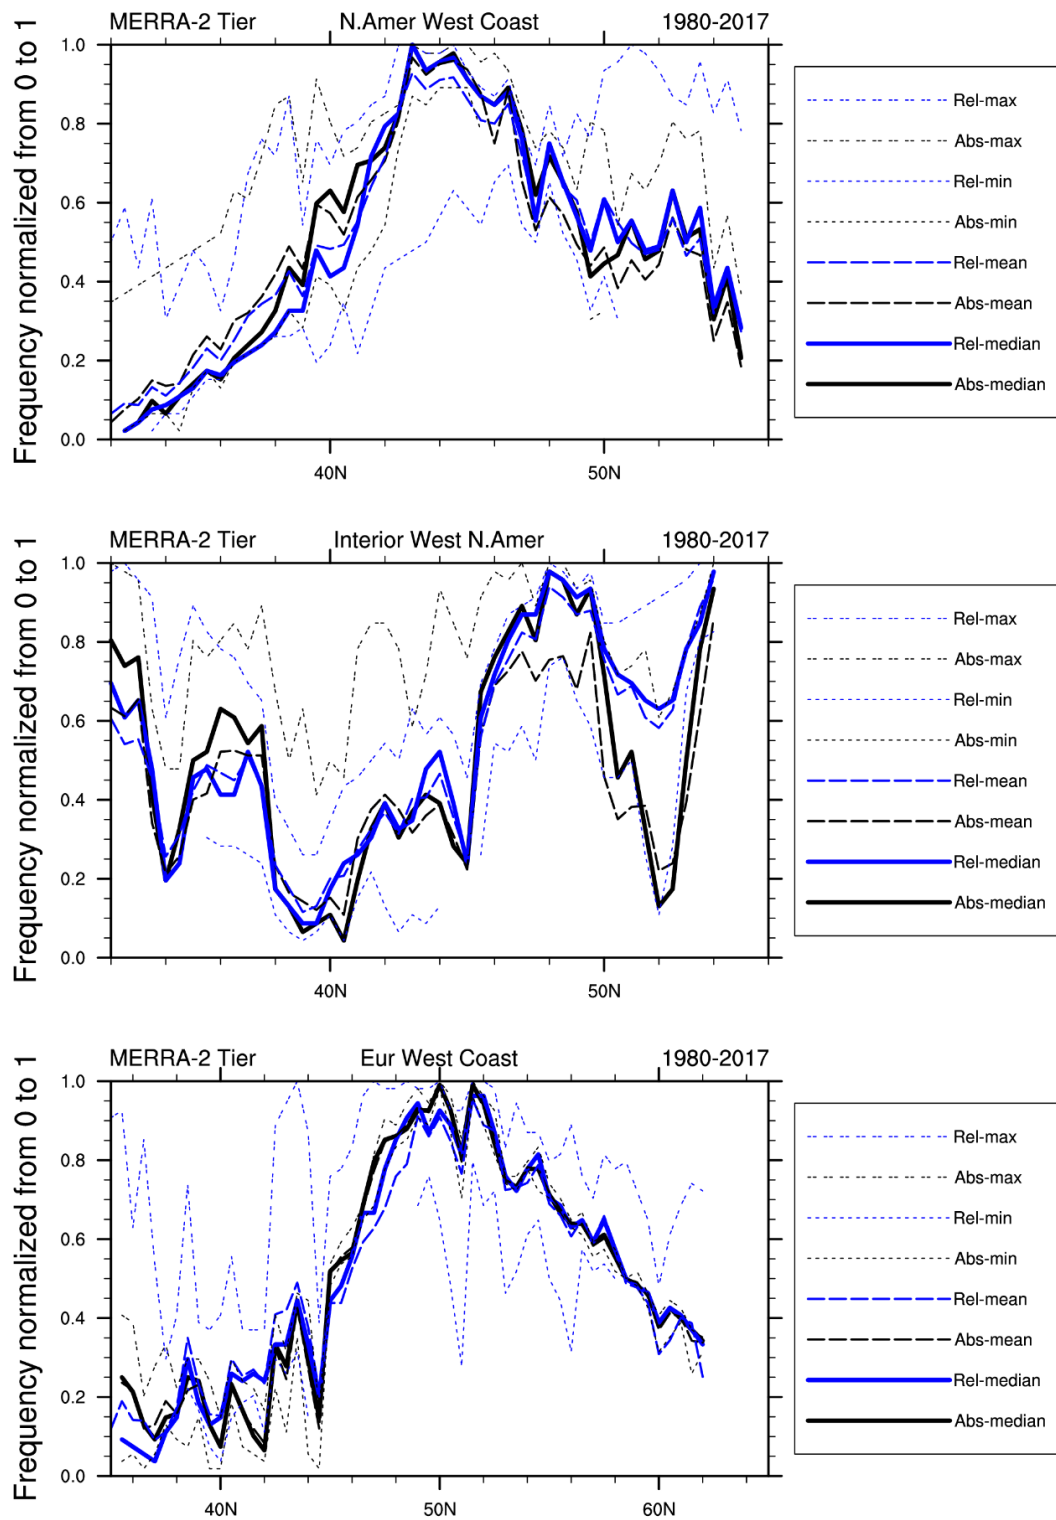 MERRA-2 Tier N.Amer West Coast 1980-2017
Frequency normalized from 0 to 1
1.0
0.8
0.6
0.4
0.2
0.0
40N 50N
Rel-max
Abs-max
Rel-min
Abs-min
Rel-mean
Abs-mean
Rel-median
Abs-median
MERRA-2 Tier Interior West N.Amer 1980-2017
Frequency normalized from 0 to 1
1.0
0.8
0.6
0.4
0.2
0.0
40N 50N
Rel-max
Abs-max
Rel-min
Abs-min
Rel-mean
Abs-mean
Rel-median
Abs-median
MERRA-2 Tier Eur West Coast 1980-2017
Frequency normalized from 0 to 1
1.0
0.8
0.6
0.4
0.2
0.0
40N 50N 60N
Rel-max
Abs-max
Rel-min
Abs-min
Rel-mean
Abs-mean
Rel-median
Abs-median